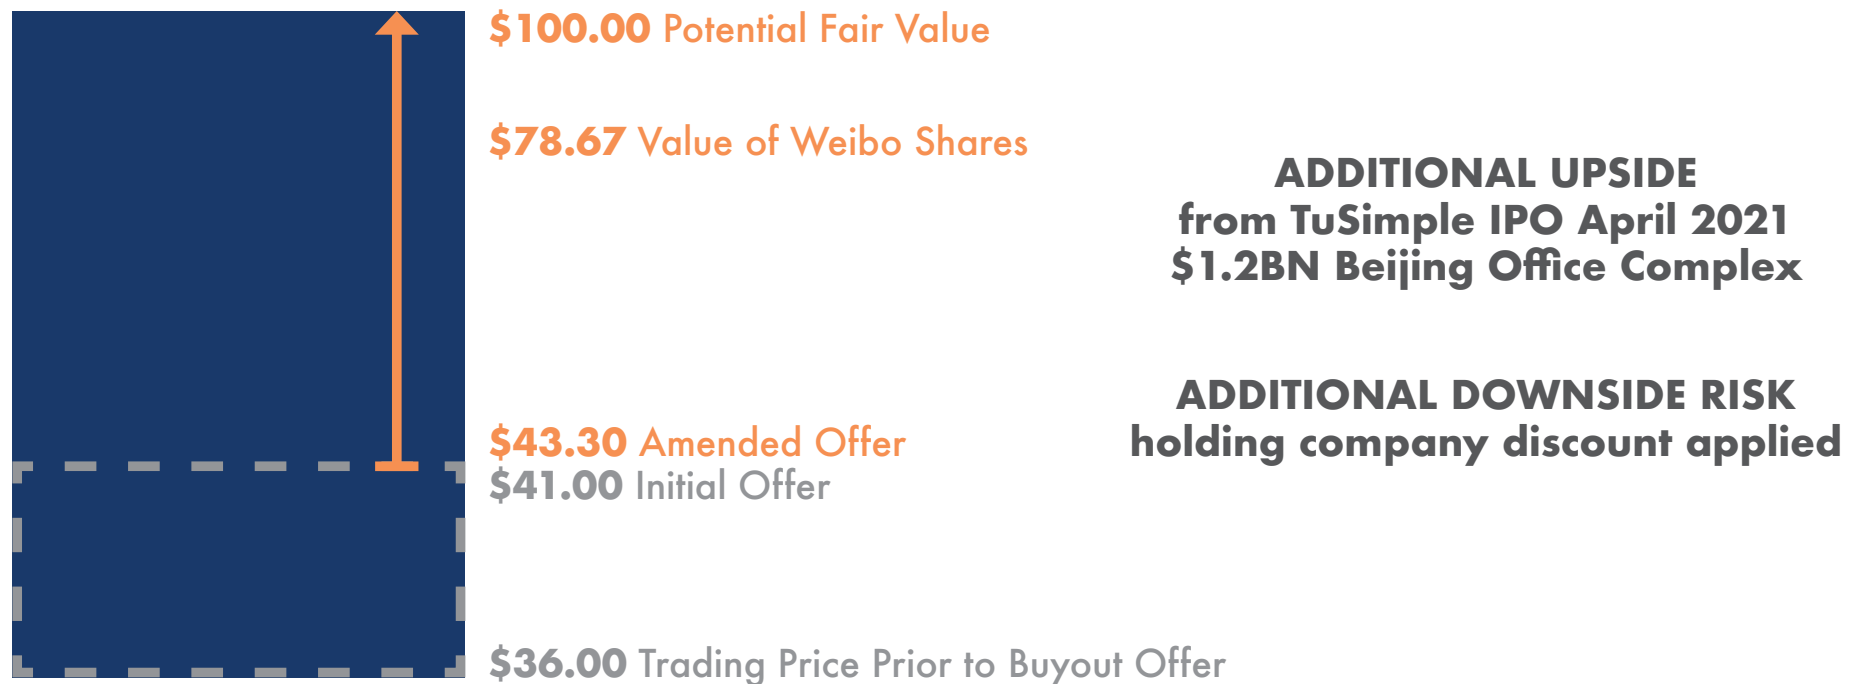 $100.00 Potential Fair Value
$78.67 Value of Weibo Shares
ADDITIONAL UPSIDE
from TuSimple IPO April 2021
$1.2BN Beijing Office Complex
ADDITIONAL DOWNSIDE RISK
holding company discount applied
$43.30 Amended Offer
$41.00 Initial Offer
$36.00 Trading Price Prior to Buyout Offer